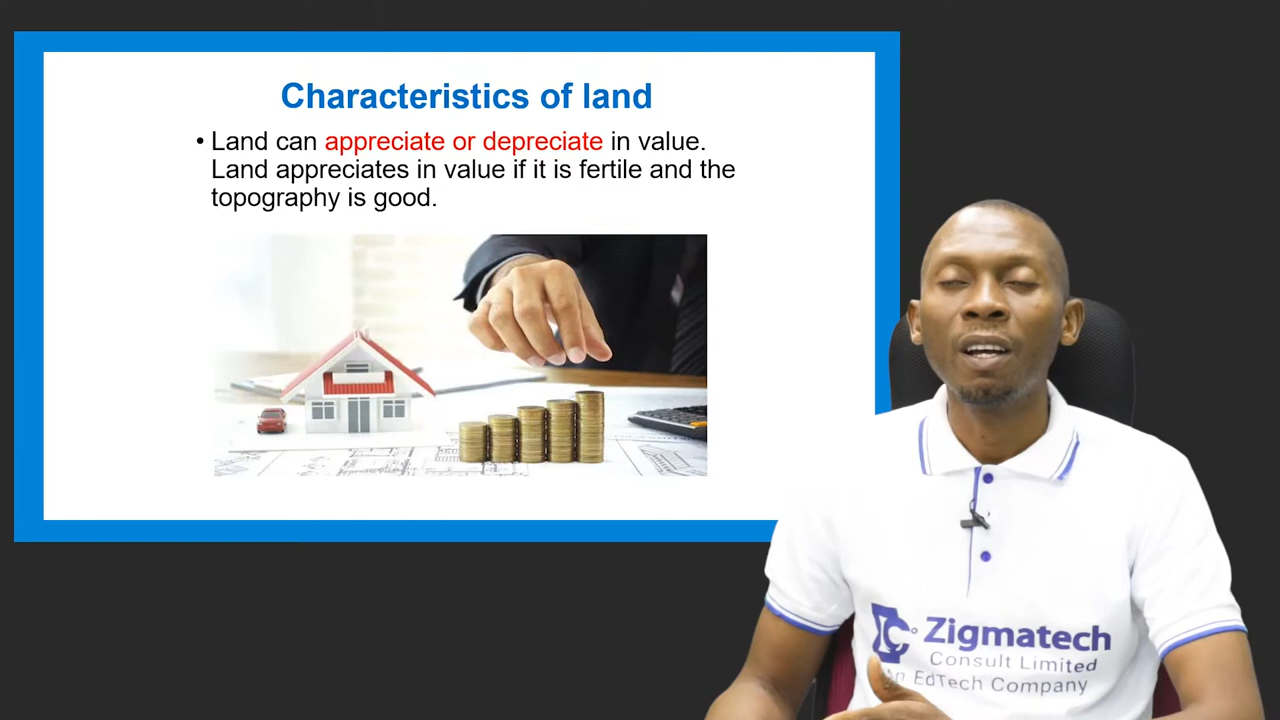 Characteristics of land
• Land can appreciate or depreciate in value.
Land appreciates in value if it is fertile and the
topography is good.
Zigmatech
Consult Limited
An EdTech Company